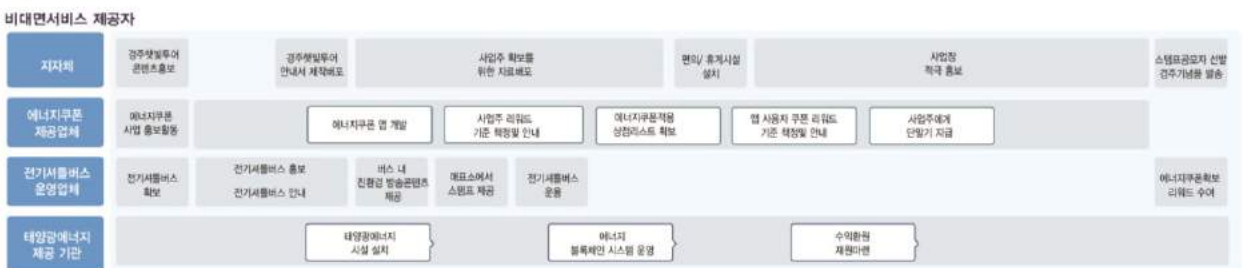 비대면서비스 제공자
지자체
경주햇빛투어
콘텐츠홍보
경주햇빛투어
안내서 제작배포
사업주 확보를
위한 자료배포
편의/ 휴게시설
설치
사업장
적극 홍보
스탬프공모자 선발
경주기념품 발송
에너지쿠폰
제공업체
에너지쿠폰
사업 홍보활동
에너지쿠폰 앱 개발
사업주 리워드
기준 책정및 안내
에너지쿠폰적용
상점리스트 확보
앱 사용자 쿠폰 리워드
기준 책정및 안내
사업주에게
단말기 지급
전기셔틀버스
운영업체
전기셔틀버스
확보
전기셔틀버스 홍보
전기셔틀버스 안내
버스 내
친환경 방송콘텐츠
제공
매표소에서
스탬프 제공
전기셔틀버스
운용
에너지쿠폰확보
리워드 수여
태양광에너지
제공 기관
태양광에너지
시설 설치
에너지
블록체인 시스템 운영
수익환원
재원마련